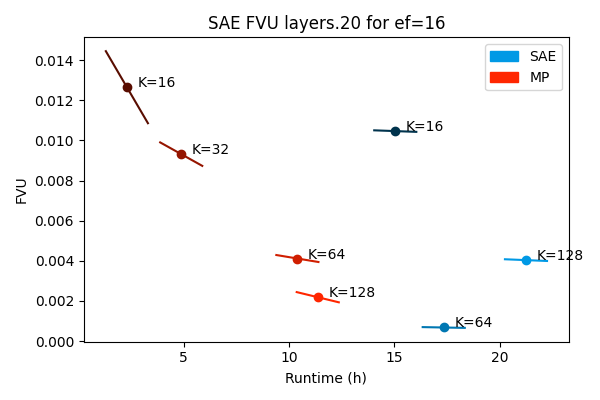 SAE FVU layers.20 for ef=16
FVU
0.014
0.012
0.010
0.008
0.006
0.004
0.002
0.000
K=16
K=32
K=64
K=128
K=16
K=128
K=64
SAE
MP
5
10
15
20
Runtime (h)